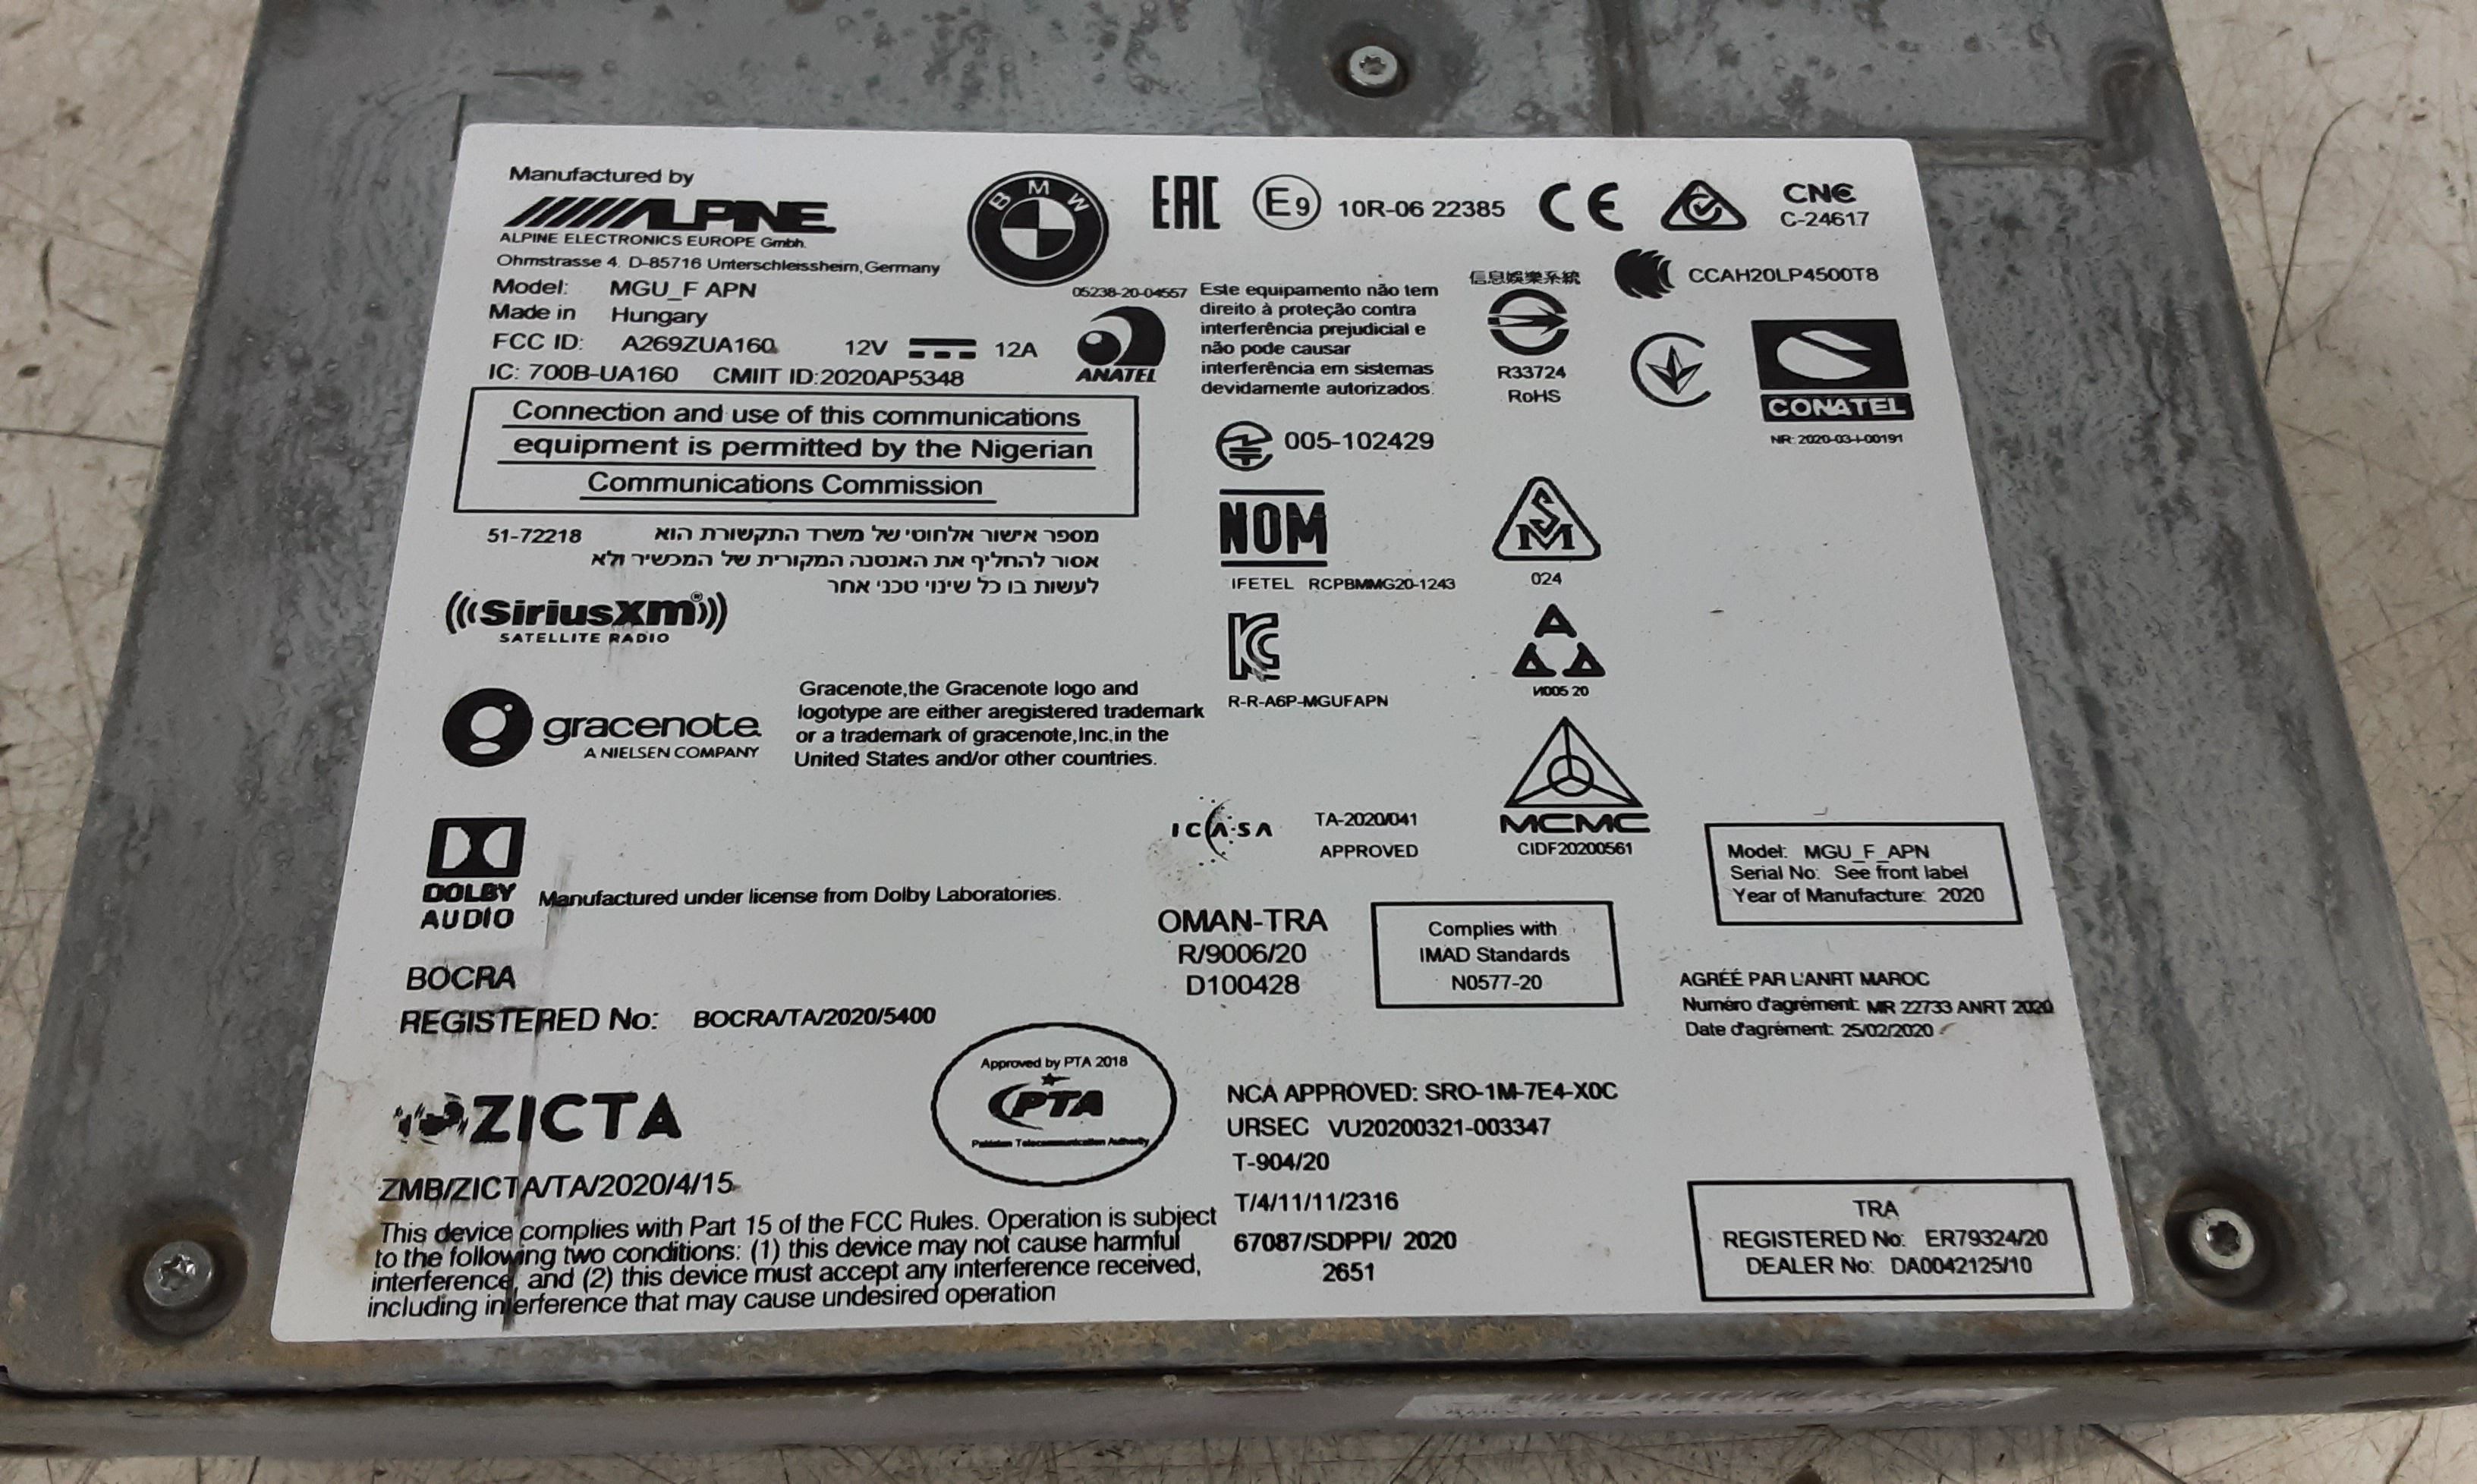 Manufactured by
ALPINE
ALPINE ELECTRONICS EUROPE Gmbh.
Ohmstrasse 4. D-85716 Unterschleissheim,Germany
Model: MGU_F APN
Made in Hungary
FCC ID: A269ZUA160 12V 12A
IC: 700B-UA160 CMIIT ID:2020AP5348
Connection and use of this communications
equipment is permitted by the Nigerian
Communications Commission
51-72218 מספר אישור אלחוטי של משרד התקשורת הוא
אסור להחליף את האנטנה המקורית של המכשיר ולא
לעשות בו כל שינוי טכני אחר
((SiriusXm®))
SATELLITE RADIO
gracenote
A NIELSEN COMPANY
Gracenote,the Gracenote logo and
logotype are either aregistered trademark
or a trademark of gracenote,Inc.in the
United States and/or other countries.
DOLBY
AUDIO
Manufactured under license from Dolby Laboratories.
BOCRA
REGISTERED No: BOCRA/TA/2020/5400
ZICTA
ZMB/ZICTA/TA/2020/4/15
This device complies with Part 15 of the FCC Rules. Operation is subject
to the following two conditions: (1) this device may not cause harmful
interference, and (2) this device must accept any interference received,
including interference that may cause undesired operation
BMW
EAC E9 10R-06 22385 CE
CNC
C-24617
05238-20-04557
ANATEL
Este equipamento não tem
direito à proteção contra
interferência prejudicial e
não pode causar
interferência em sistemas
devidamente autorizados.
信息娛樂系統
R33724
RoHS
CCAH20LP4500T8
CONATEL
NR: 2020-03-I-00191
005-102429
NOM
IFETEL RCPBMMG20-1243
SM
024
R-R-A6P-MGUFAPN
A
A A
И005 20
MCMC
CIDF20200561
ICASA TA-2020/041
APPROVED
Model: MGU_F_APN
Serial No: See front label
Year of Manufacture: 2020
OMAN-TRA
R/9006/20
D100428
Complies with
IMAD Standards
N0577-20
AGRÉÉ PAR L'ANRT MAROC
Numéro d'agrément: MR 22733 ANRT 2020
Date d'agrément: 25/02/2020
Approved by PTA 2018
PTA
Pakistan Telecommunication Authority
NCA APPROVED: SRO-1M-7E4-X0C
URSEC VU20200321-003347
T-904/20
T/4/11/11/2316
67087/SDPPI/ 2020
2651
TRA
REGISTERED No: ER79324/20
DEALER No: DA0042125/10